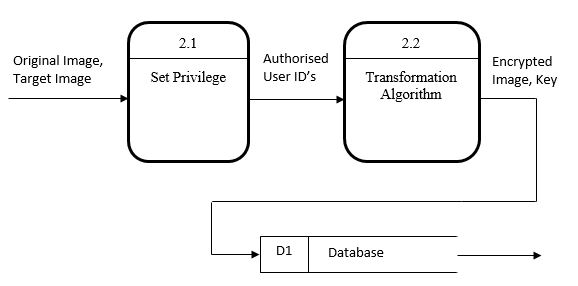 Original Image,
Target Image
2.1
Set Privilege
Authorised
User ID's
2.2
Transformation
Algorithm
Encrypted
Image, Key
D1
Database